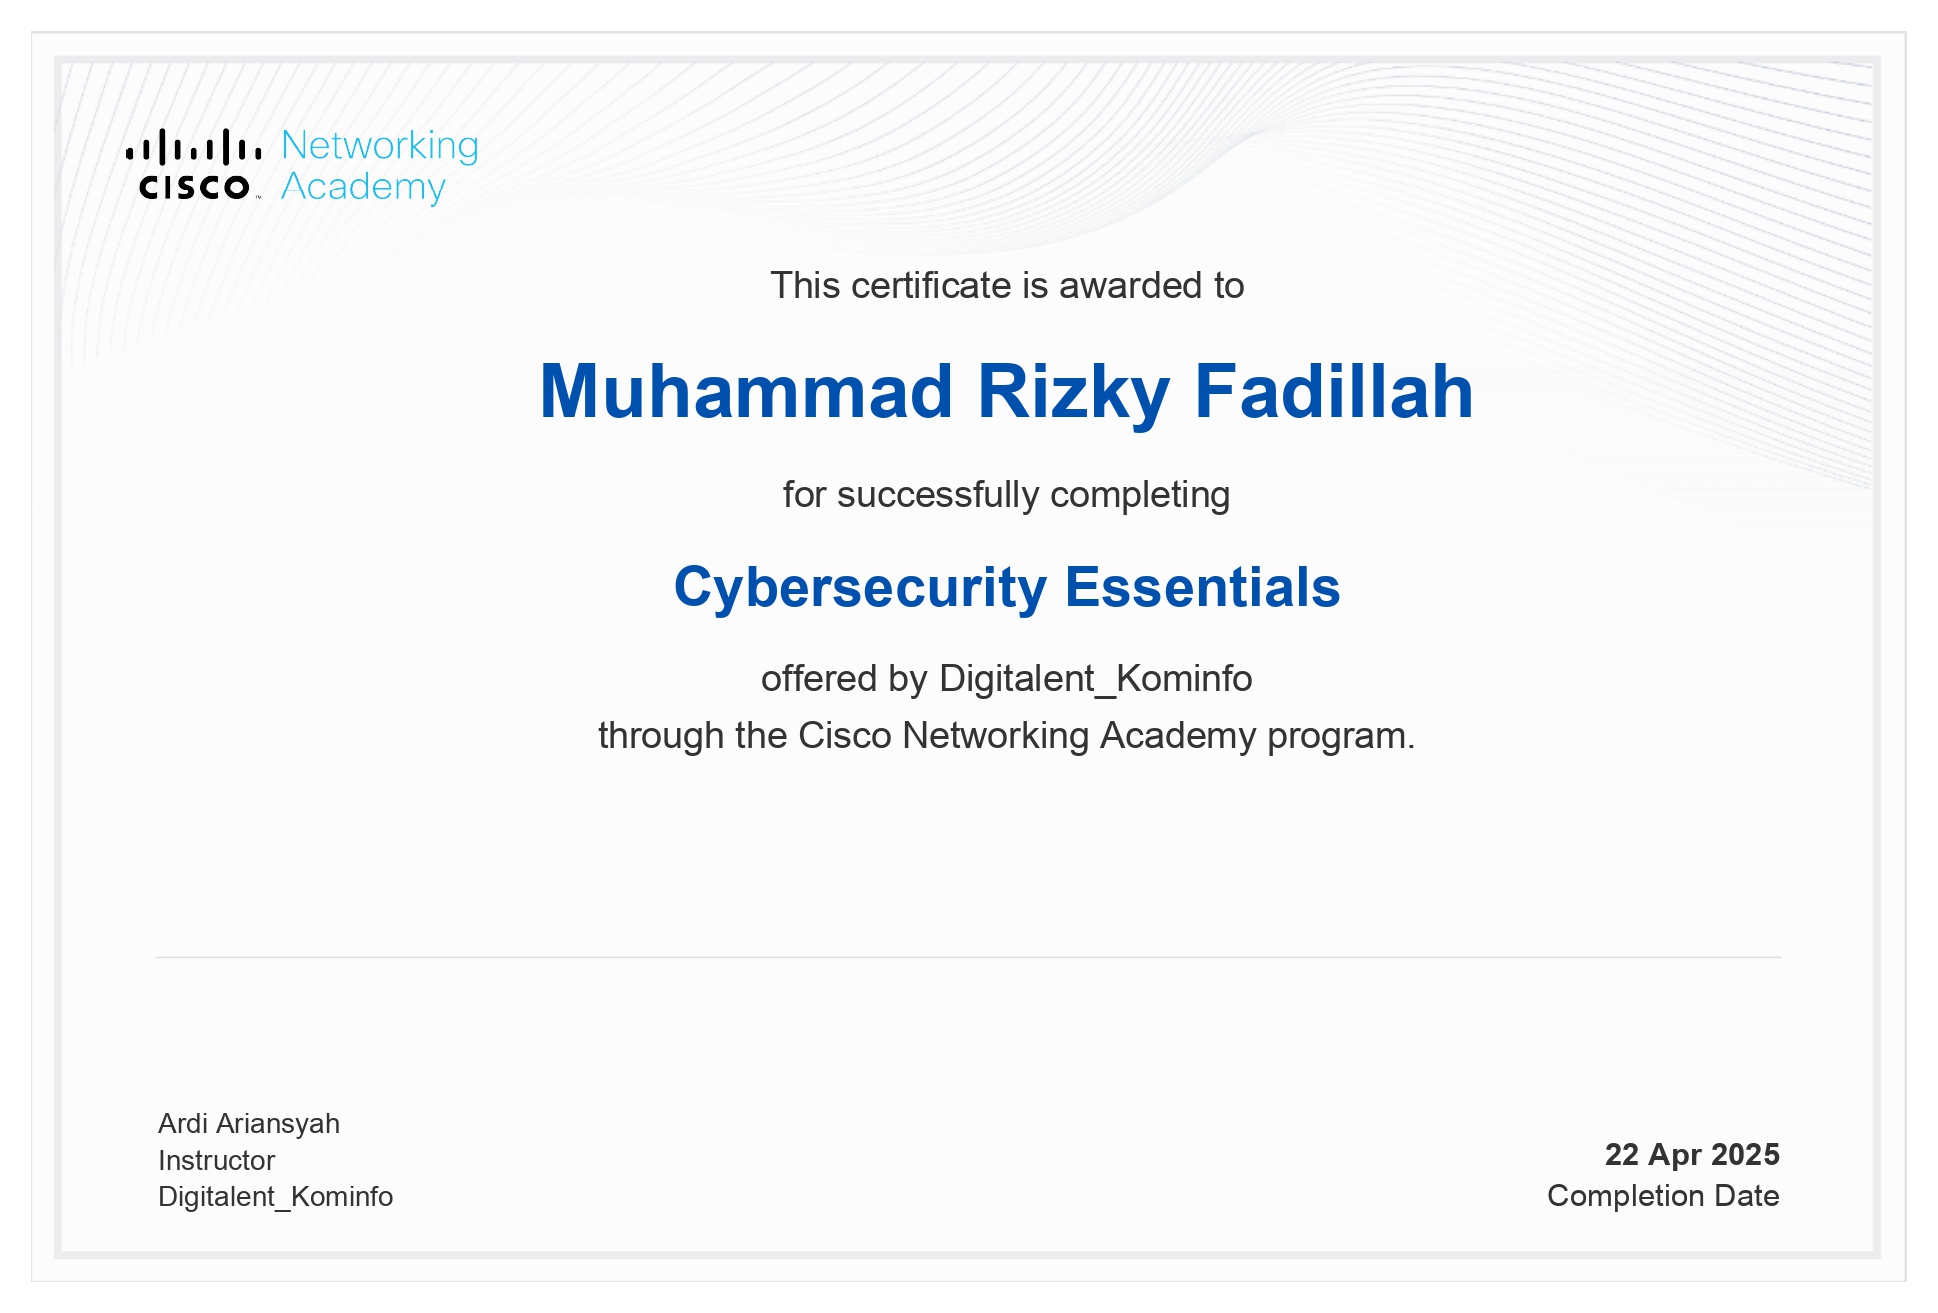 Networking
CISCO™ Academy
This certificate is awarded to
Muhammad Rizky Fadillah
for successfully completing
Cybersecurity Essentials
offered by Digitalent_Kominfo
through the Cisco Networking Academy program.
Ardi Ariansyah
Instructor
Digitalent_Kominfo
22 Apr 2025
Completion Date